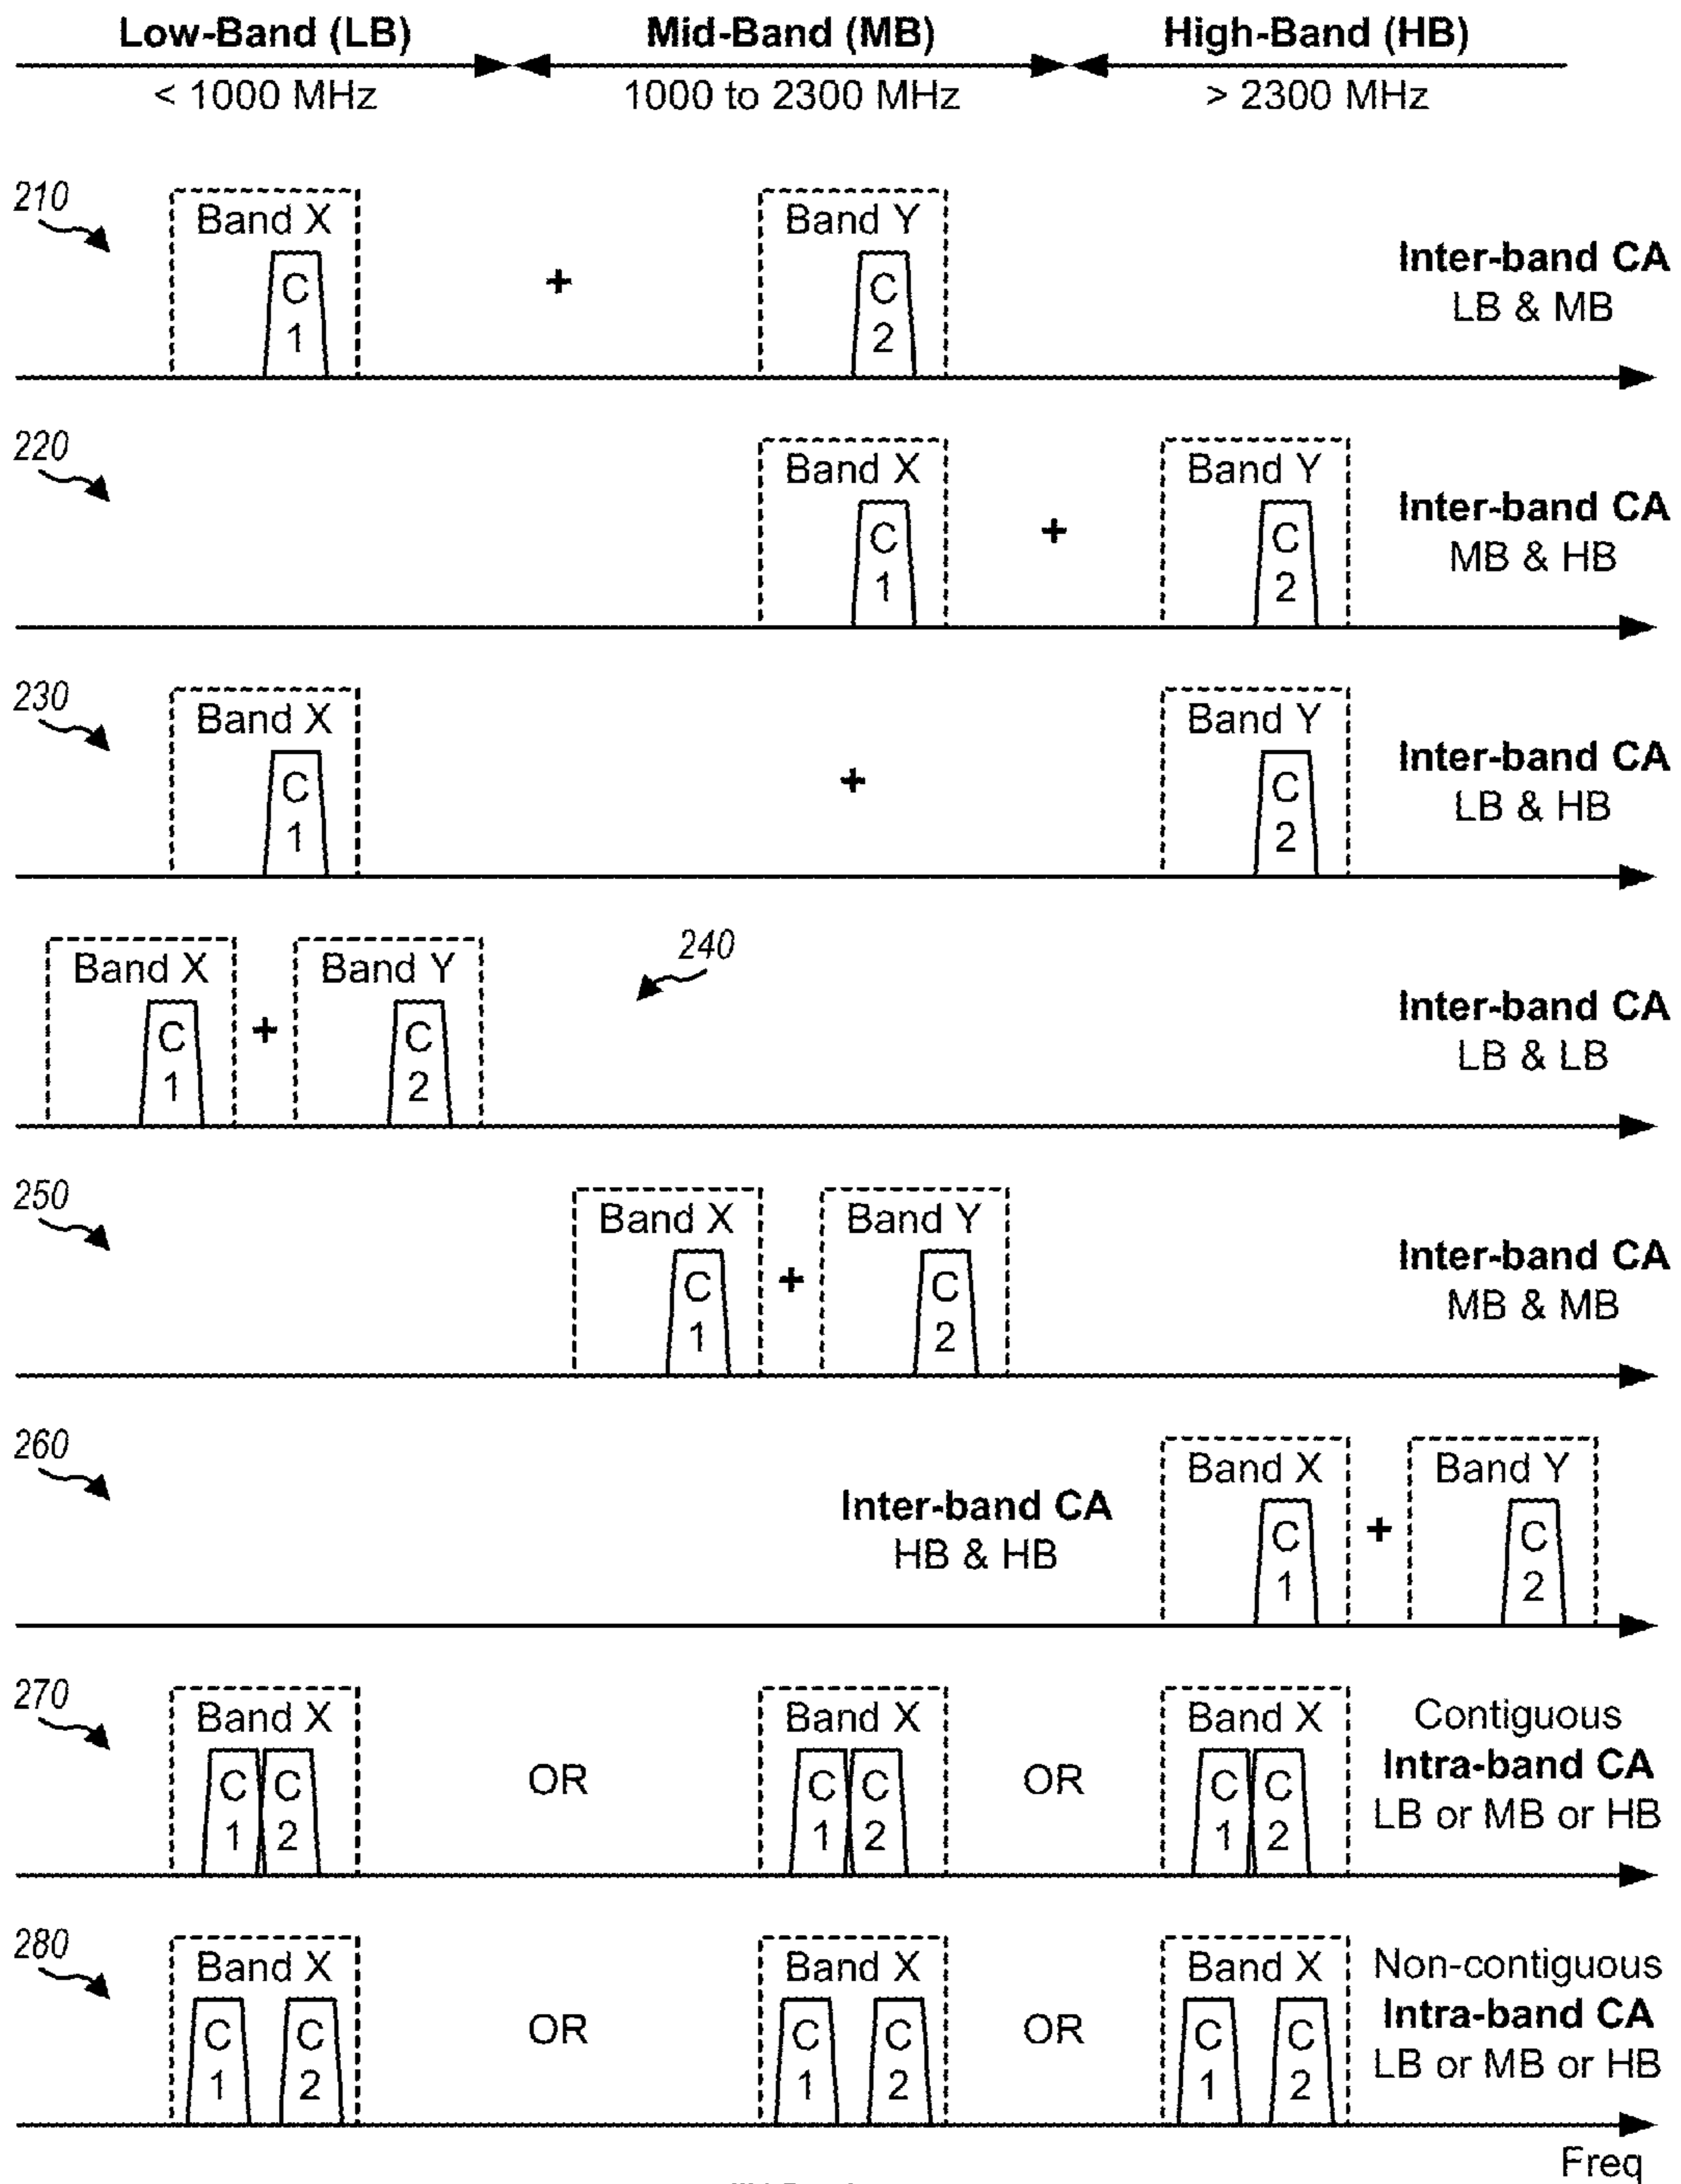 Low-Band (LB) Mid-Band (MB) High-Band (HB)
< 1000 MHz 1000 to 2300 MHz > 2300 MHz
210
Band X
C
1
+
Band Y
C
2
Inter-band CA
LB & MB
220
Band X
C
1
+
Band Y
C
2
Inter-band CA
MB & HB
230
Band X
C
1
+
Band Y
C
2
Inter-band CA
LB & HB
Band X
C
1
+
Band Y
C
2
240
Inter-band CA
LB & LB
250
Band X
C
1
+
Band Y
C
2
Inter-band CA
MB & MB
260
Inter-band CA
HB & HB
Band X
C
1
+
Band Y
C
2
270
Band X
C C
1 2
OR
Band X
C C
1 2
OR
Band X
C C
1 2
Contiguous
Intra-band CA
LB or MB or HB
280
Band X
C C
1 2
OR
Band X
C C
1 2
OR
Band X
C C
1 2
Non-contiguous
Intra-band CA
LB or MB or HB
Freq